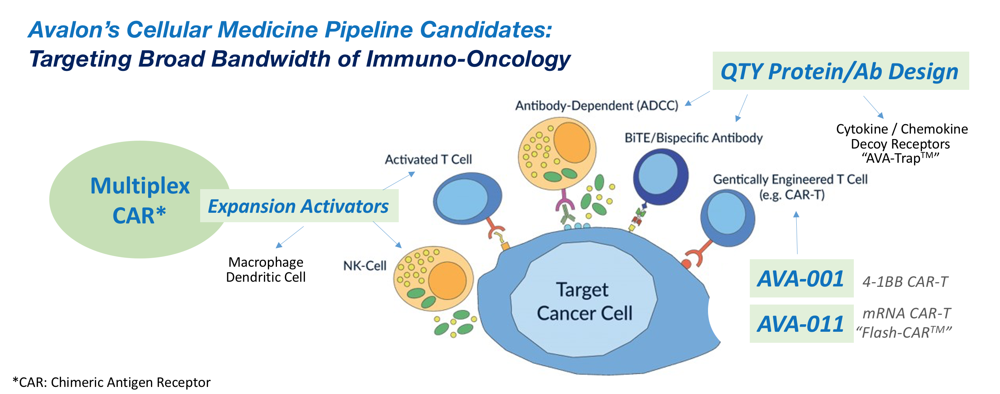 Avalon’s Cellular Medicine Pipeline Candidates:
Targeting Broad Bandwidth of Immuno-Oncology
QTY Protein/Ab Design
Antibody-Dependent (ADCC)
BiTE/Bispecific Antibody
Cytokine / Chemokine
Decoy Receptors
“AVA-Trap™”
Activated T Cell
Gentically Engineered T Cell
(e.g. CAR-T)
Multiplex
CAR*
Expansion Activators
Macrophage
Dendritic Cell
NK-Cell
Target
Cancer Cell
AVA-001
4-1BB CAR-T
AVA-011
mRNA CAR-T
“Flash-CAR™”
*CAR: Chimeric Antigen Receptor